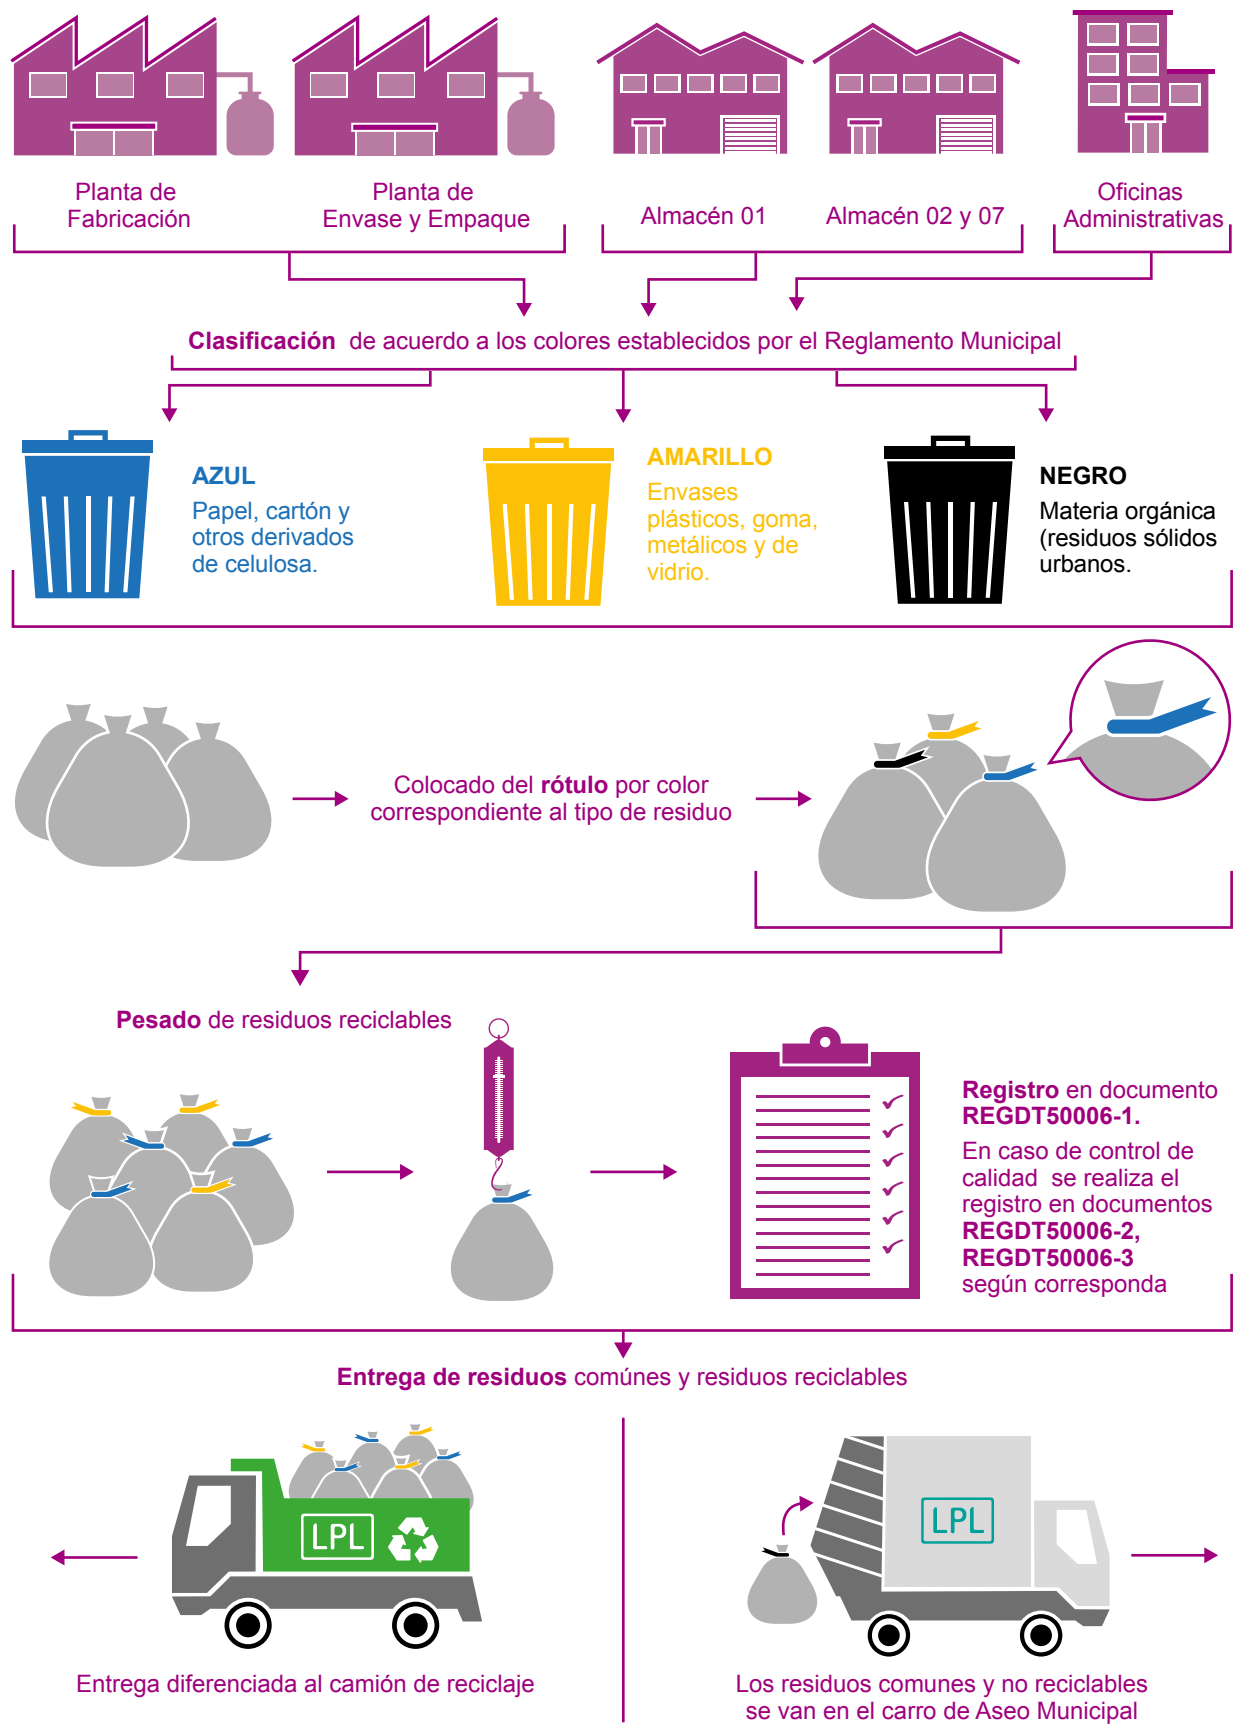 Planta de
Fabricación
Planta de
Envase y Empaque
Almacén 01
Almacén 02 y 07
Oficinas
Administrativas
Clasificación de acuerdo a los colores establecidos por el Reglamento Municipal
AZUL
Papel, cartón y
otros derivados
de celulosa.
AMARILLO
Envases
plásticos, goma,
metálicos y de
vidrio.
NEGRO
Materia orgánica
(residuos sólidos
urbanos.
Colocado del rótulo por color
correspondiente al tipo de residuo
Pesado de residuos reciclables
Registro en documento
REGDT50006-1.
En caso de control de
calidad se realiza el
registro en documentos
REGDT50006-2,
REGDT50006-3
según corresponda
Entrega de residuos comúnes y residuos reciclables
LPL
LPL
Entrega diferenciada al camión de reciclaje
Los residuos comunes y no reciclables
se van en el carro de Aseo Municipal